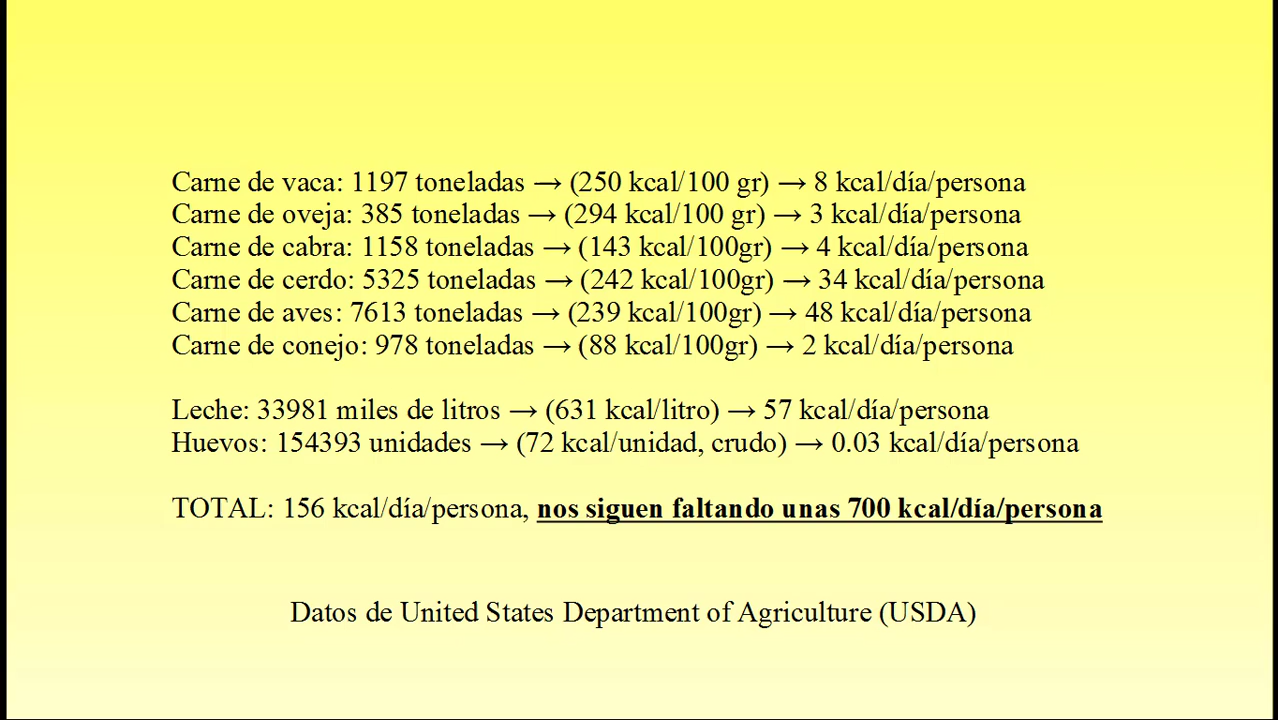 Carne de vaca: 1197 toneladas → (250 kcal/100 gr) → 8 kcal/día/persona
Carne de oveja: 385 toneladas → (294 kcal/100 gr) → 3 kcal/día/persona
Carne de cabra: 1158 toneladas → (143 kcal/100gr) → 4 kcal/día/persona
Carne de cerdo: 5325 toneladas → (242 kcal/100gr) → 34 kcal/día/persona
Carne de aves: 7613 toneladas → (239 kcal/100gr) → 48 kcal/día/persona
Carne de conejo: 978 toneladas → (88 kcal/100gr) → 2 kcal/día/persona
Leche: 33981 miles de litros → (631 kcal/litro) → 57 kcal/día/persona
Huevos: 154393 unidades → (72 kcal/unidad, crudo) → 0.03 kcal/día/persona
TOTAL: 156 kcal/día/persona, nos siguen faltando unas 700 kcal/día/persona
Datos de United States Department of Agriculture (USDA)